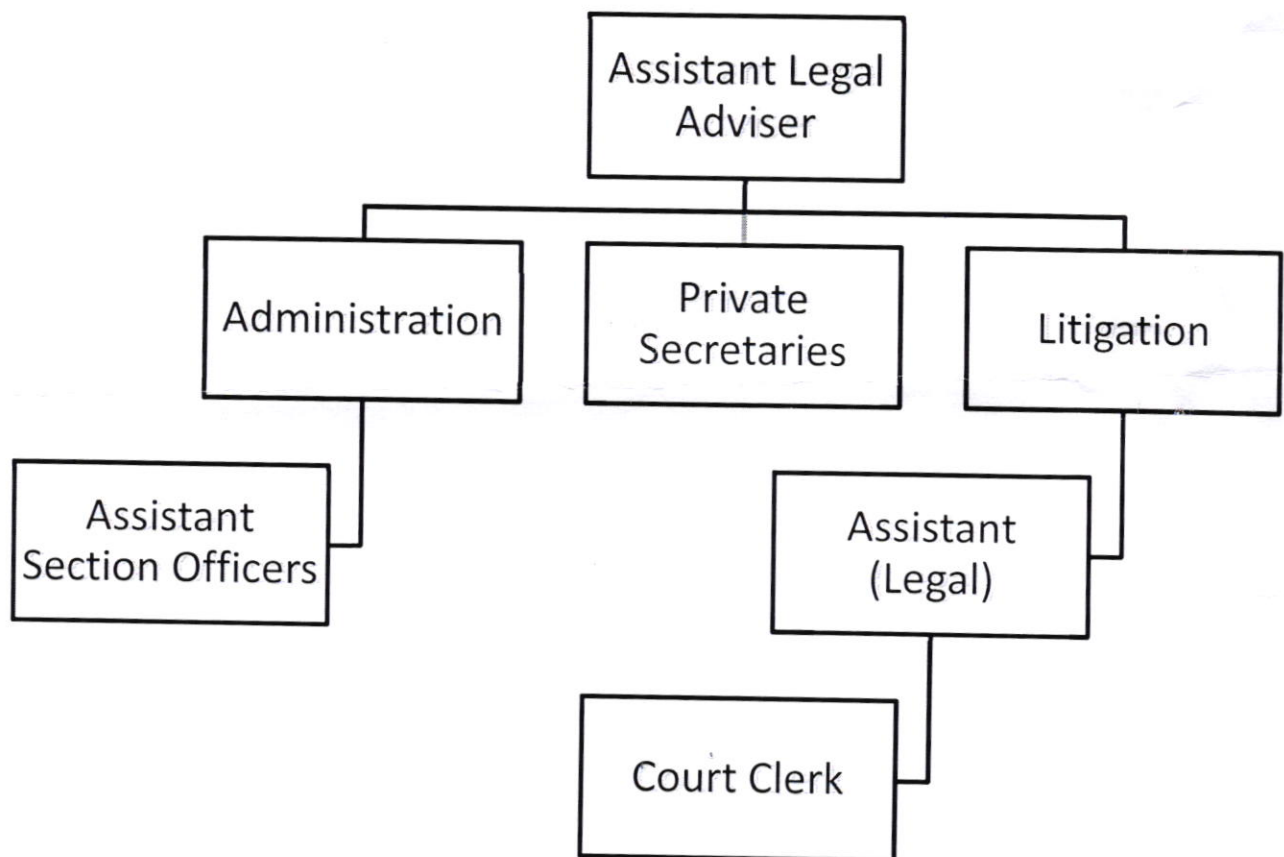 Assistant Legal
Adviser
Administration
Private
Secretaries
Litigation
Assistant
Section Officers
Assistant
(Legal)
Court Clerk